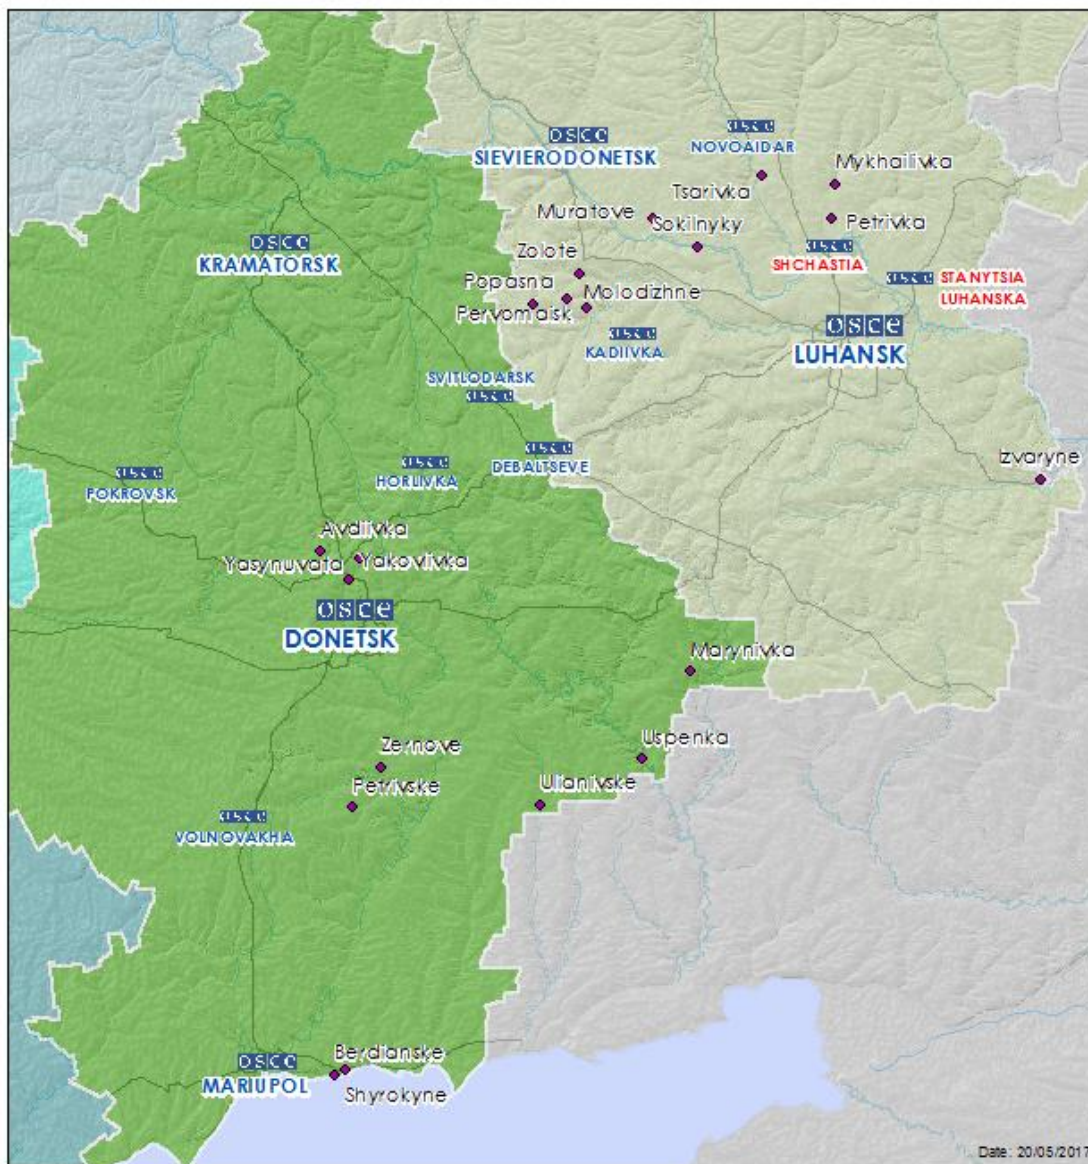 OSCE
NOVOAIDAR
OSCE
SIEVIERODONETSK
Mykhailivka
Tsarivka
Muratove
Petrivka
Sokilnyky
OSCE
KRAMATORSK
OSCE
SHCHASTIA
Zolote
OSCE STANYTSIA
LUHANSKA
Popasna
Molodizhne
Pervomaisk
OSCE
LUHANSK
KADIIVKA
SVITLODARSK
OSCE
OSCE
DEBALTSEVE
Izvaryne
OSCE
HORLIVKA
OSCE
POKROVSK
Avdiivka
Yasynuvata
Yakovlivka
OSCE
DONETSK
Marynivka
Uspenka
Zernove
Petrivske
Ulianivske
OSCE
VOLNOVAKHA
Berdianske
OSCE
MARIUPOL
Shyrokyne
Date: 20/05/2017